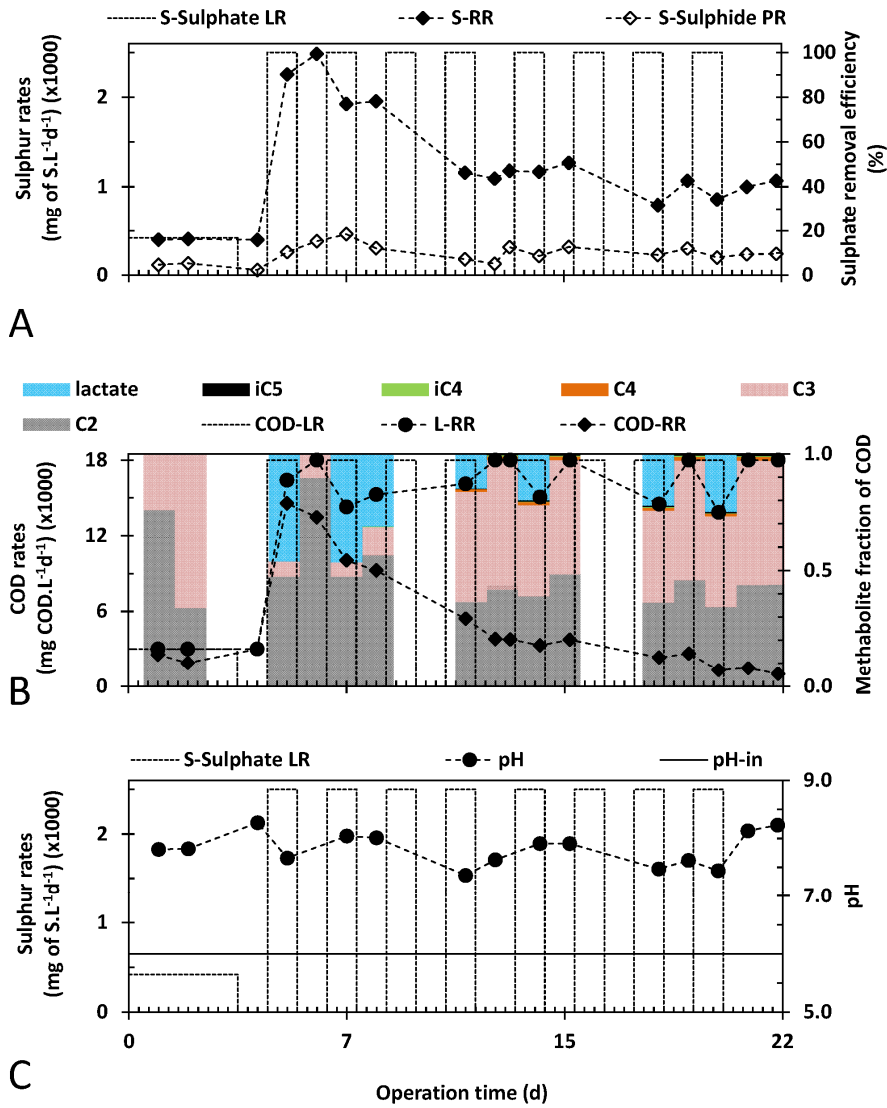 S-Sulphate LR S-RR S-Sulphide PR
Sulphur rates
(mg of S.L⁻¹d⁻¹) (x1000)
2
1
0
100
80
60
40
20
0
Sulphate removal efficiency
(%)
A
lactate iC5 iC4 C4 C3
C2 COD-LR L-RR COD-RR
COD rates
(mg COD.L⁻¹d⁻¹) (x1000)
18
12
6
0
1.0
0.5
0.0
Methabolite fraction of COD
B
S-Sulphate LR pH pH-in
Sulphur rates
(mg of S.L⁻¹d⁻¹) (x1000)
2
1
0
9.0
7.0
5.0
pH
0 7 15 22
C
Operation time (d)